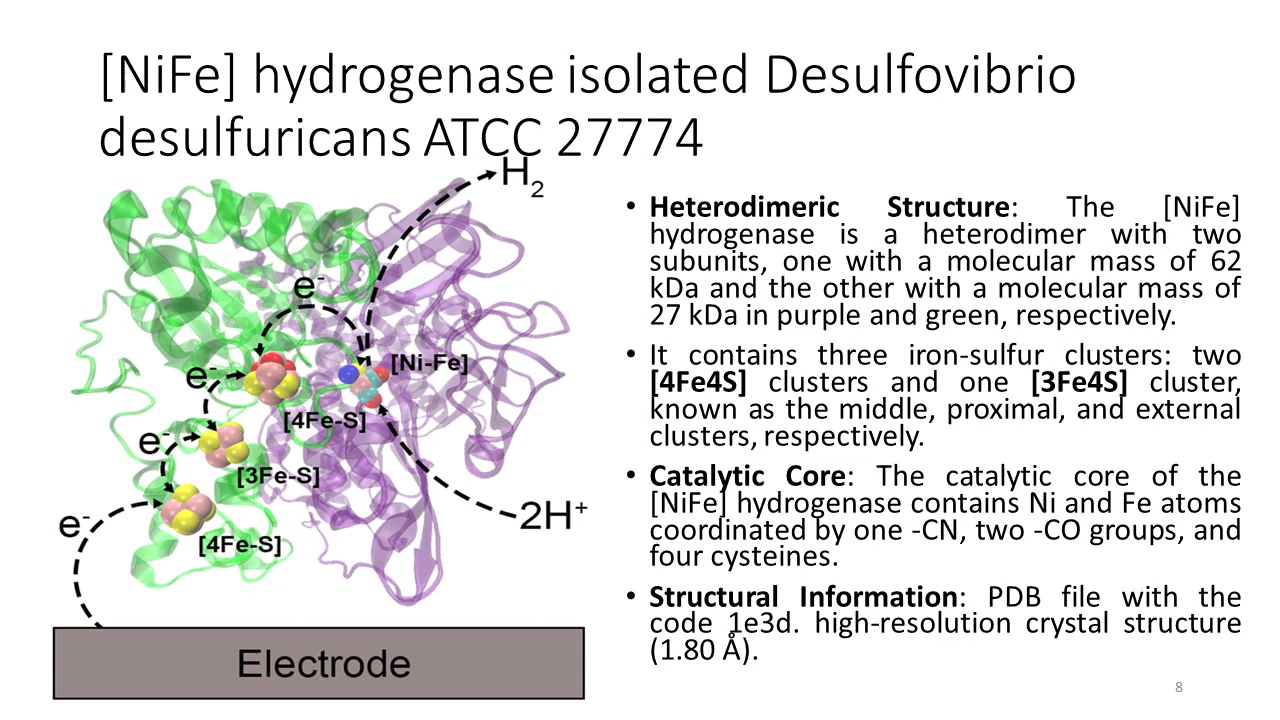 [NiFe] hydrogenase isolated Desulfovibrio
desulfuricans ATCC 27774
H2
e-
[Ni-Fe]
e-
[4Fe-S]
e-
[3Fe-S]
e-
2H+
[4Fe-S]
Electrode
• Heterodimeric Structure: The [NiFe]
hydrogenase is a heterodimer with two
subunits, one with a molecular mass of 62
kDa and the other with a molecular mass of
27 kDa in purple and green, respectively.
• It contains three iron-sulfur clusters: two
[4Fe4S] clusters and one [3Fe4S] cluster,
known as the middle, proximal, and external
clusters, respectively.
• Catalytic Core: The catalytic core of the
[NiFe] hydrogenase contains Ni and Fe atoms
coordinated by one -CN, two -CO groups, and
four cysteines.
• Structural Information: PDB file with the
code 1e3d. high-resolution crystal structure
(1.80 Å).
8